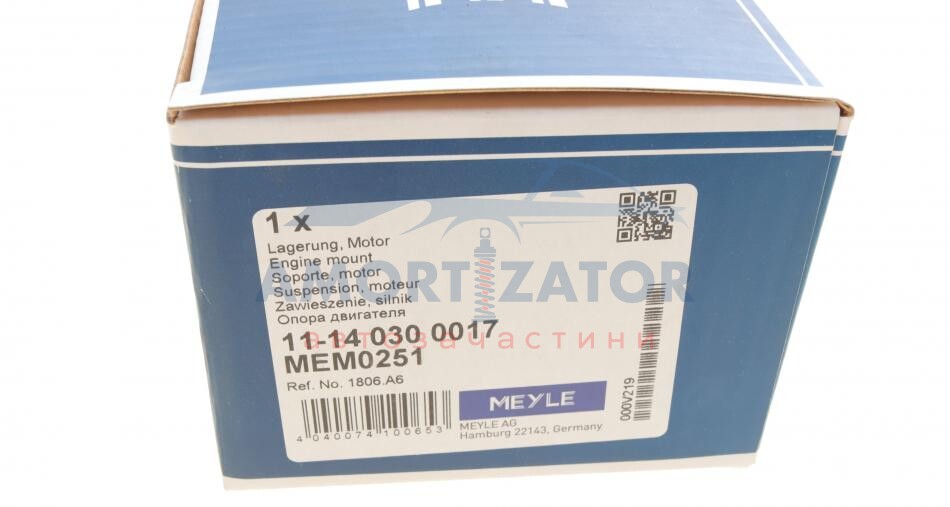 1 x
Lagerung, Motor
Engine mount
Soporte, motor
Suspension, moteur
Zawieszenie, silnik
Опора двигателя
AMORTIZATOR
автозапчастини
11-14 030 0017
MEM0251
Ref. No. 1806.A6
4 040074 100653
MEYLE
MEYLE AG
Hamburg 22143, Germany
000V219